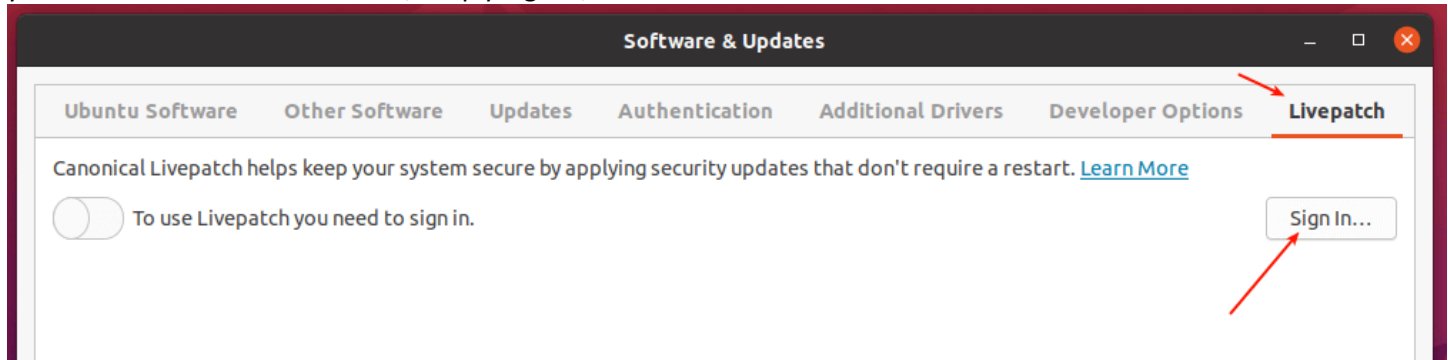 Software & Updates
Ubuntu Software Other Software Updates Authentication Additional Drivers Developer Options Livepatch
Canonical Livepatch helps keep your system secure by applying security updates that don't require a restart. Learn More
To use Livepatch you need to sign in. Sign In...